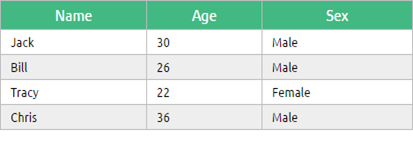 Name Age Sex
Jack 30 Male
Bill 26 Male
Tracy 22 Female
Chris 36 Male